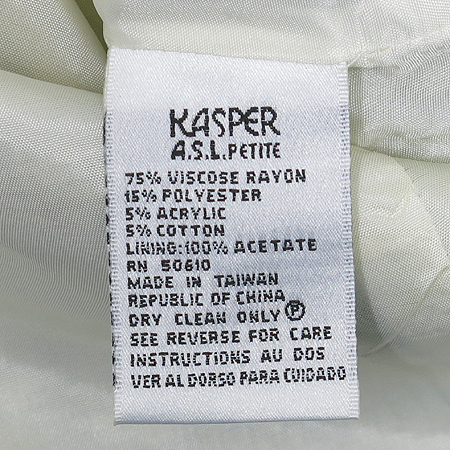 KASPER
A.S.L. PETITE
75% VISCOSE RAYON
15% POLYESTER
5% ACRYLIC
5% COTTON
LINING:100% ACETATE
RN 50610
MADE IN TAIWAN
REPUBLIC OF CHINA
DRY CLEAN ONLY Ⓟ
SEE REVERSE FOR CARE
INSTRUCTIONS AU DOS
VER AL DORSO PARA CUIDADO